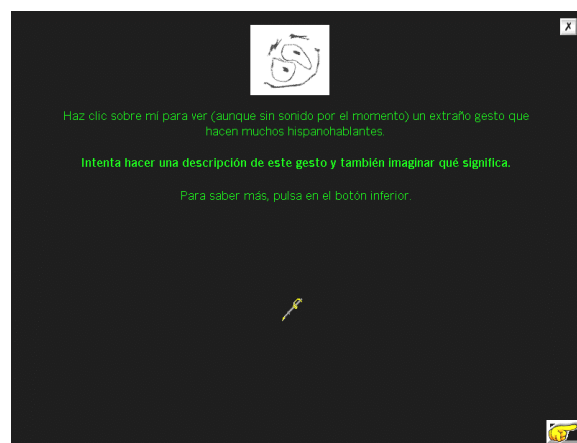 X
Haz clic sobre mí para ver (aunque sin sonido por el momento) un extraño gesto que
hacen muchos hispanohablantes.
Intenta hacer una descripción de este gesto y también imaginar qué significa.
Para saber más, pulsa en el botón inferior.